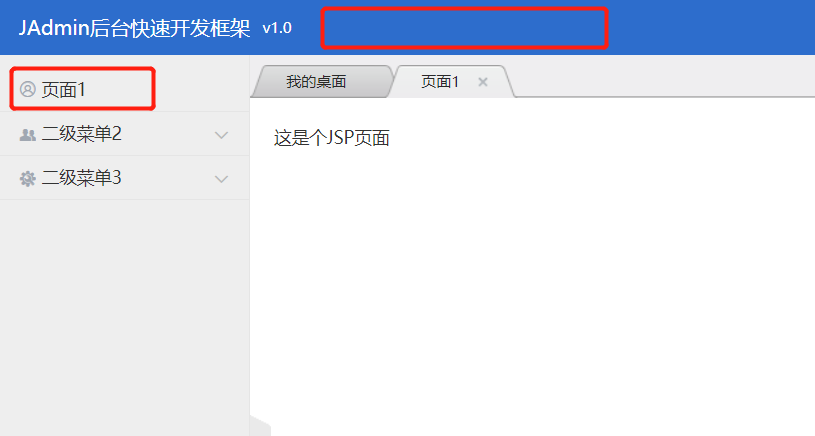 JAdmin后台快速开发框架 v1.0
页面1
二级菜单2
二级菜单3
我的桌面 页面1
这是个JSP页面